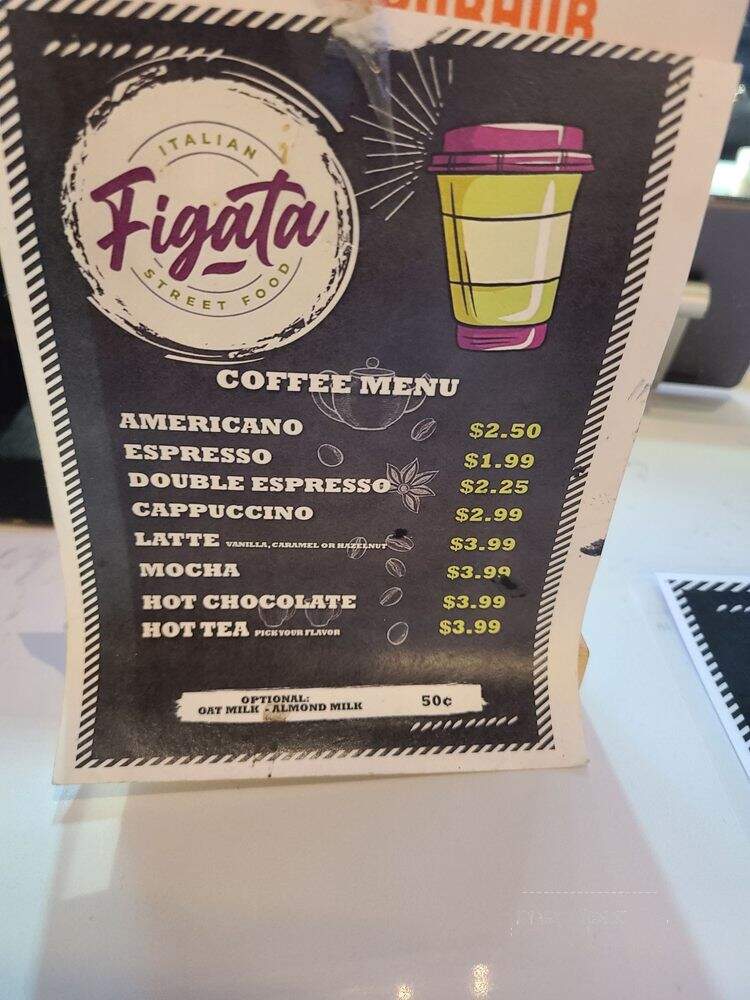 ITALIAN
Figata
STREET FOOD
COFFEE MENU
AMERICANO $2.50
ESPRESSO $1.99
DOUBLE ESPRESSO $2.25
CAPPUCCINO $2.99
LATTE VANILLA, CARAMEL OR HAZELNUT $3.99
MOCHA $3.99
HOT CHOCOLATE $3.99
HOT TEA PICK YOUR FLAVOR $3.99
OPTIONAL:
OAT MILK - ALMOND MILK 50¢